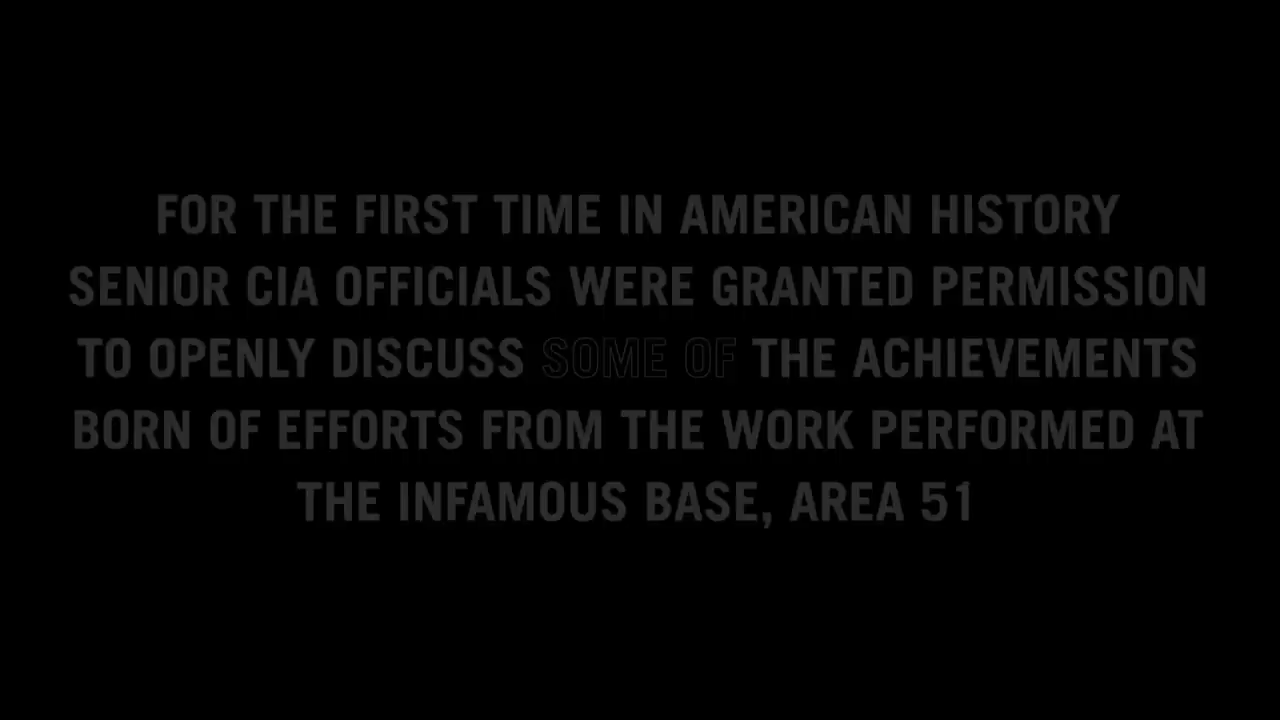 FOR THE FIRST TIME IN AMERICAN HISTORY
SENIOR CIA OFFICIALS WERE GRANTED PERMISSION
TO OPENLY DISCUSS SOME OF THE ACHIEVEMENTS
BORN OF EFFORTS FROM THE WORK PERFORMED AT
THE INFAMOUS BASE, AREA 51